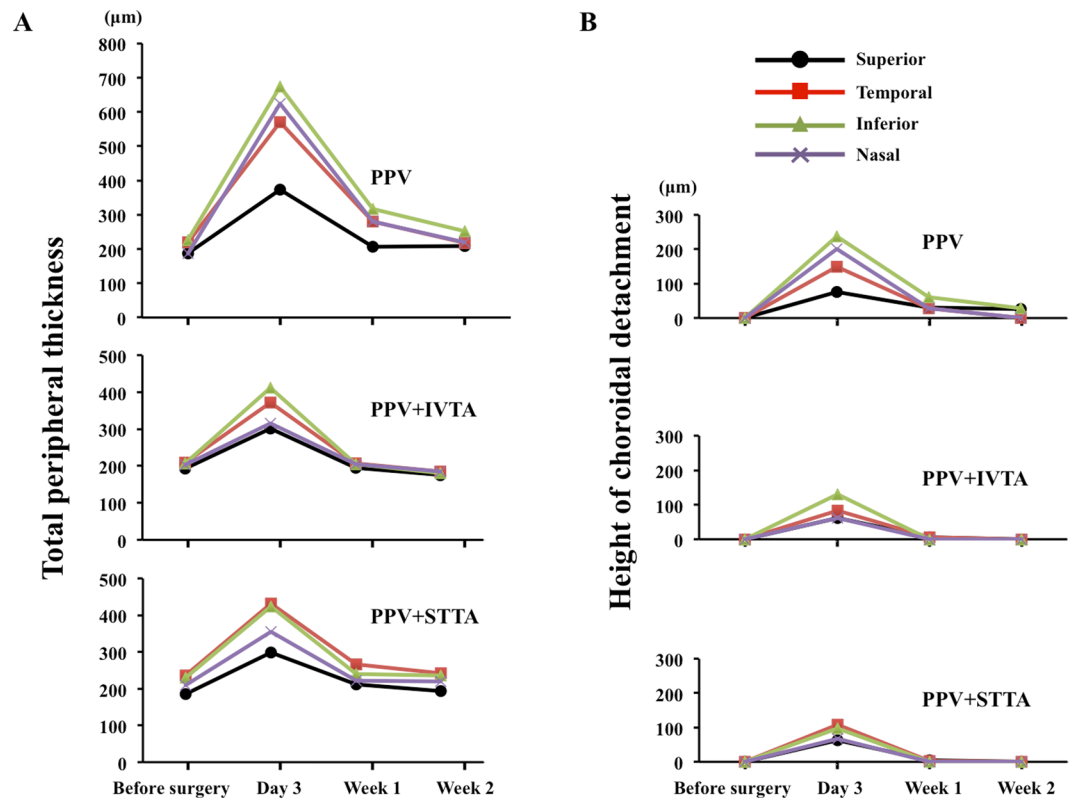 A
(µm)
Total peripheral thickness
800
700
600
500
400
300
200
100
0
PPV
500
400
300
200
100
0
PPV+IVTA
500
400
300
200
100
0
PPV+STTA
Before surgery Day 3 Week 1 Week 2
B
Superior
Temporal
Inferior
Nasal
(µm)
Height of choroidal detachment
300
200
100
0
PPV
300
200
100
0
PPV+IVTA
300
200
100
0
PPV+STTA
Before surgery Day 3 Week 1 Week 2